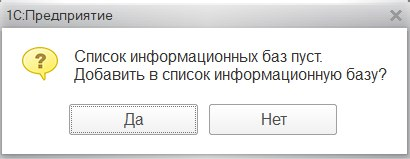 1С:Предприятие
Список информационных баз пуст.
Добавить в список информационную базу?
Да
Нет